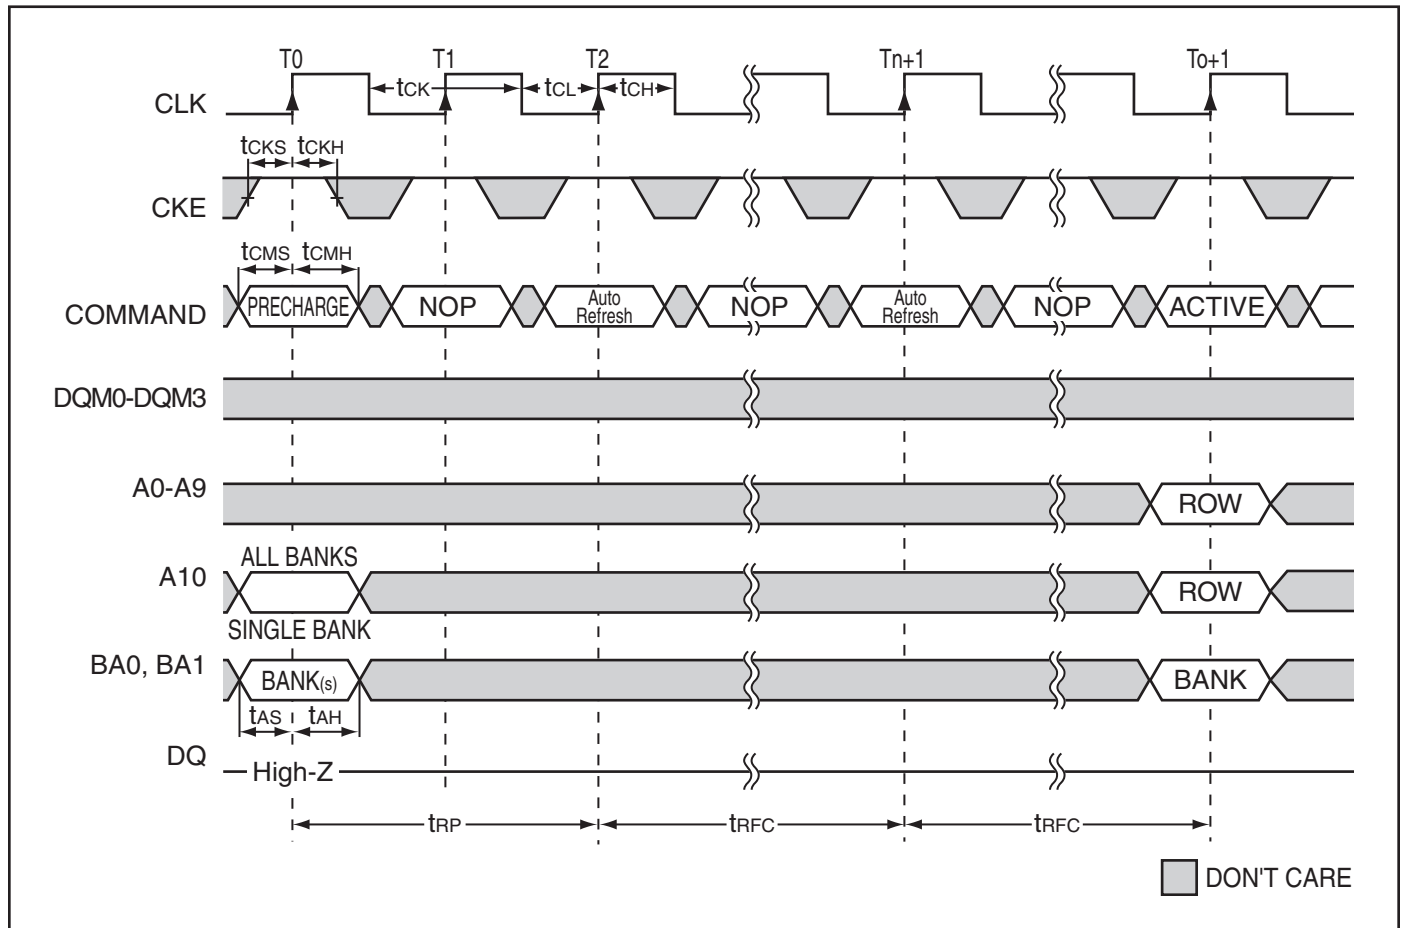 T0 T1 T2 Tn+1 To+1
CLK tCK tCL tCH
tCKS tCKH
CKE
tCMS tCMH
COMMAND PRECHARGE NOP Auto Refresh NOP Auto Refresh NOP ACTIVE
DQM0-DQM3
A0-A9 ROW
ALL BANKS
A10 ROW
SINGLE BANK
BA0, BA1 BANK(s) BANK
tAS tAH
DQ High-Z
tRP tRFC tRFC
DON'T CARE